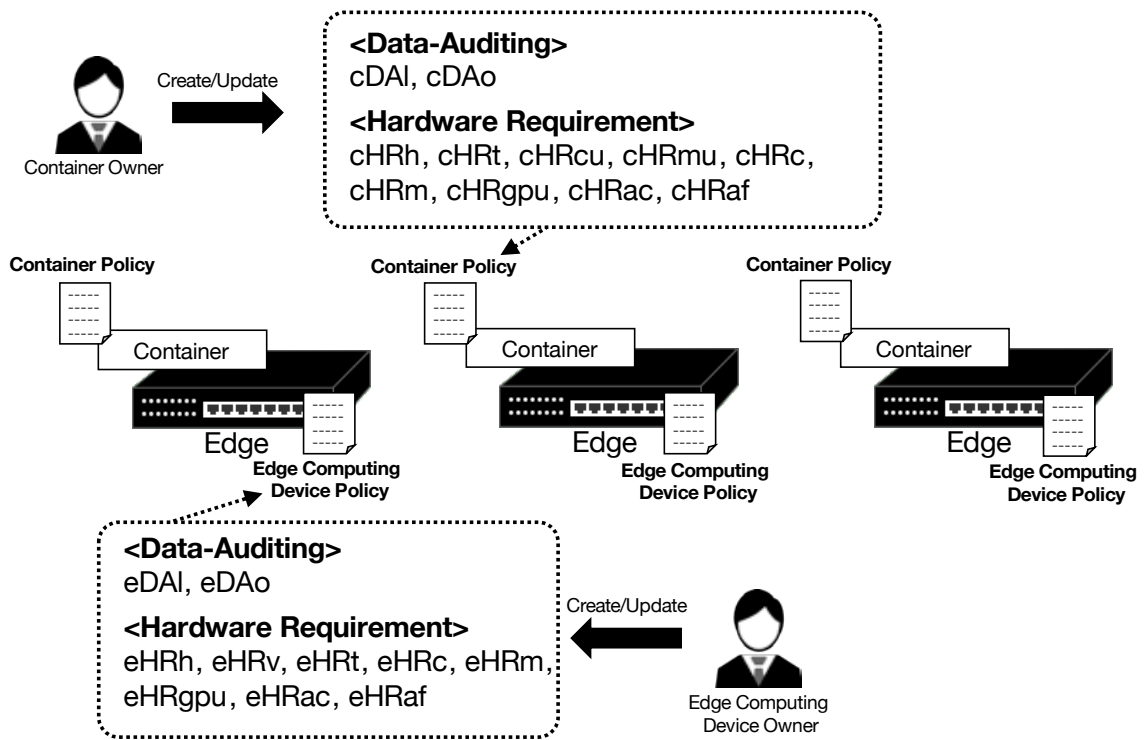 <Data-Auditing>
cDAl, cDAo
<Hardware Requirement>
cHRh, cHRt, cHRcu, cHRmu, cHRc,
cHRm, cHRgpu, cHRac, cHRaf
Create/Update
Container Owner
Container Policy
Container Policy
Container Policy
Container
Container
Container
Edge
Edge
Edge
Edge Computing
Device Policy
Edge Computing
Device Policy
Edge Computing
Device Policy
<Data-Auditing>
eDAl, eDAo
<Hardware Requirement>
eHRh, eHRv, eHRt, eHRc, eHRm,
eHRgpu, eHRac, eHRaf
Create/Update
Edge Computing
Device Owner